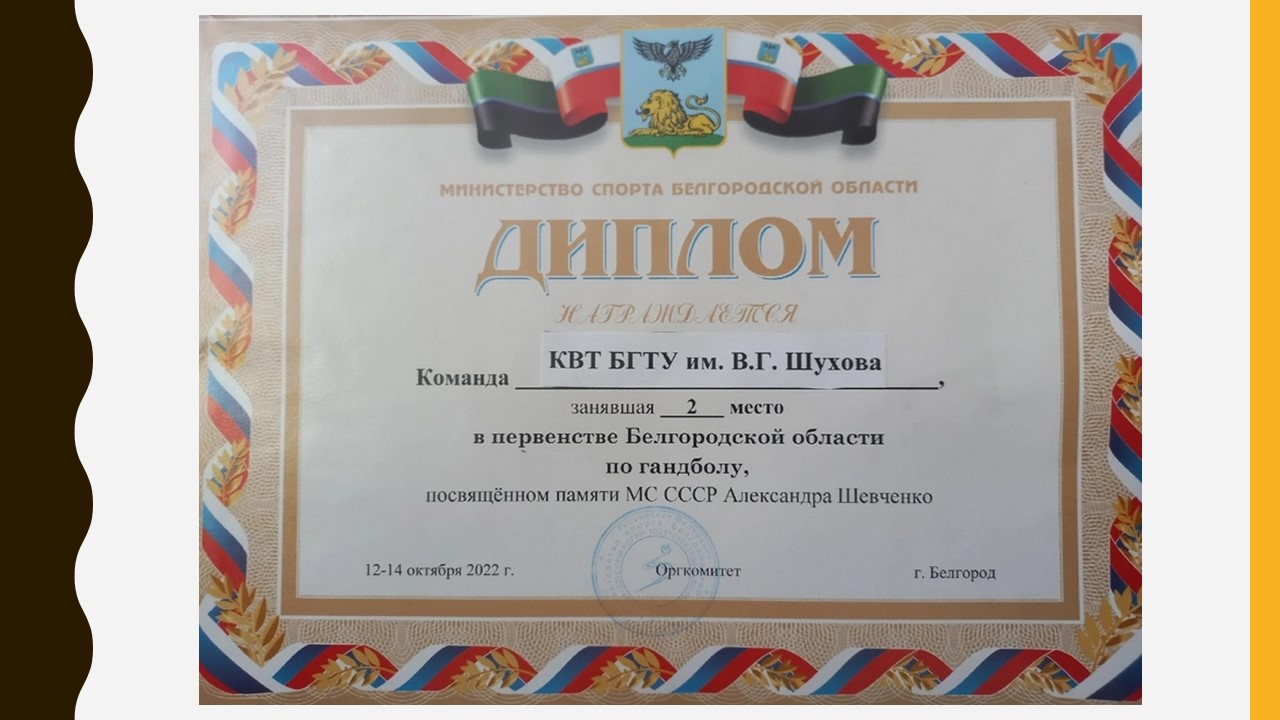 МИНИСТЕРСТВО СПОРТА БЕЛГОРОДСКОЙ ОБЛАСТИ
ДИПЛОМ
НАГРАЖДАЕТСЯ
КВТ БГТУ им. В.Г. Шухова
Команда ,
занявшая 2 место
в первенстве Белгородской области
по гандболу,
посвящённом памяти МС СССР Александра Шевченко
12-14 октября 2022 г. Оргкомитет г. Белгород